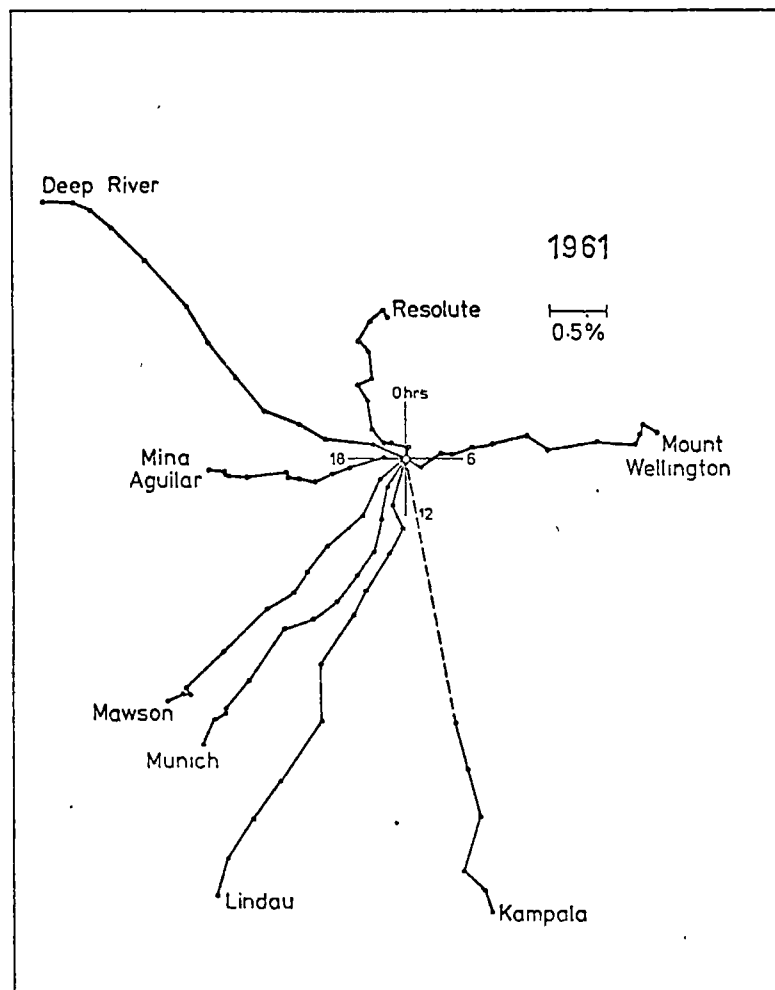 Deep River
1961
Resolute
0.5%
0hrs
Mount
Wellington
Mina
Aguilar
18
6
12
Mawson
Munich
Lindau
Kampala